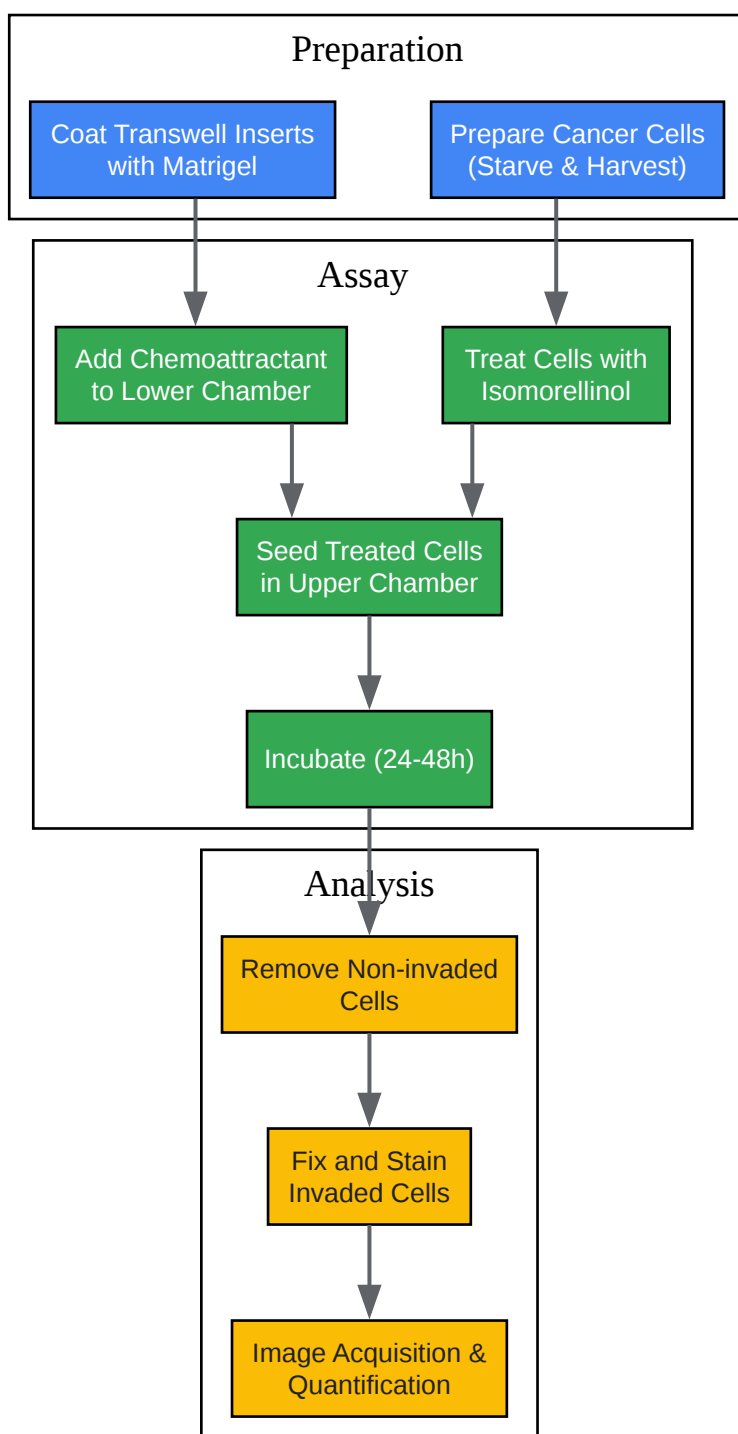 Preparation
Coat Transwell Inserts
with Matrigel
Prepare Cancer Cells
(Starve & Harvest)
Assay
Add Chemoattractant
to Lower Chamber
Treat Cells with
Isomorellinol
Seed Treated Cells
in Upper Chamber
Incubate (24-48h)
Analysis
Remove Non-invaded
Cells
Fix and Stain
Invaded Cells
Image Acquisition &
Quantification